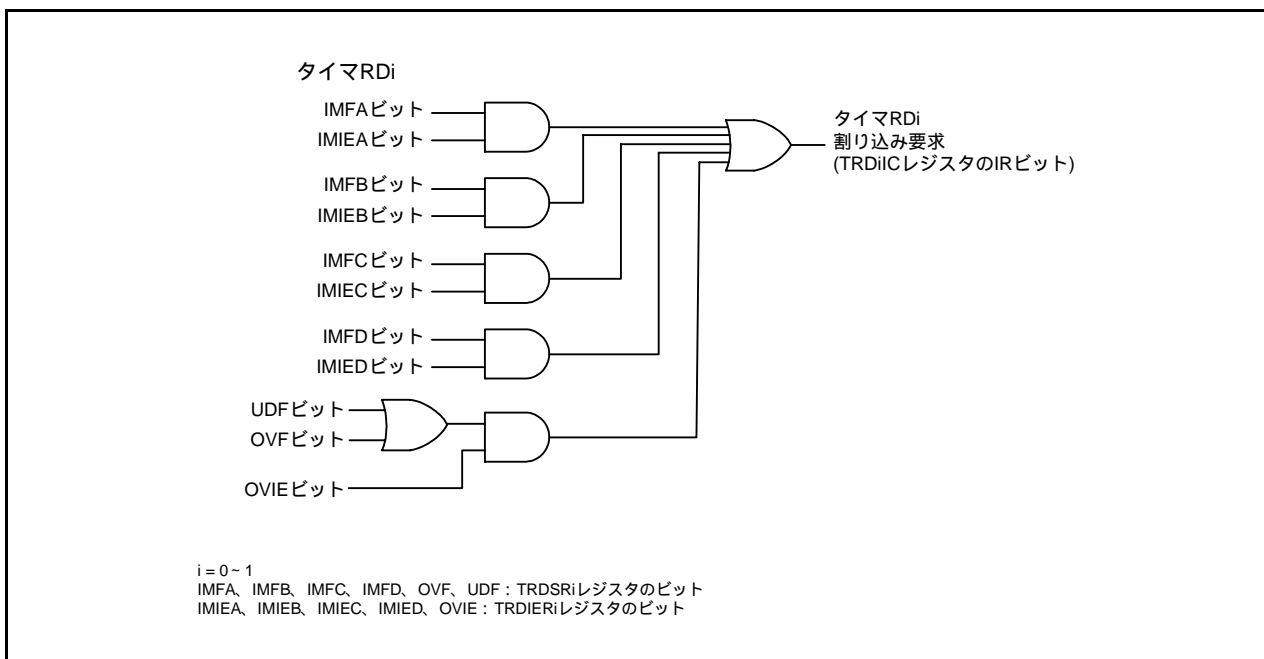 タイマRDi
IMFAビット
IMIEAビット
IMFBビット
IMIEBビット
IMFCビット
IMIECビット
IMFDビット
IMIEDビット
UDFビット
OVFビット
OVIEビット
タイマRDi
割り込み要求
(TRDiICレジスタのIRビット)
i = 0 ~ 1
IMFA、IMFB、IMFC、IMFD、OVF、UDF : TRDSRiレジスタのビット
IMIEA、IMIEB、IMIEC、IMIED、OVIE : TRDIERiレジスタのビット